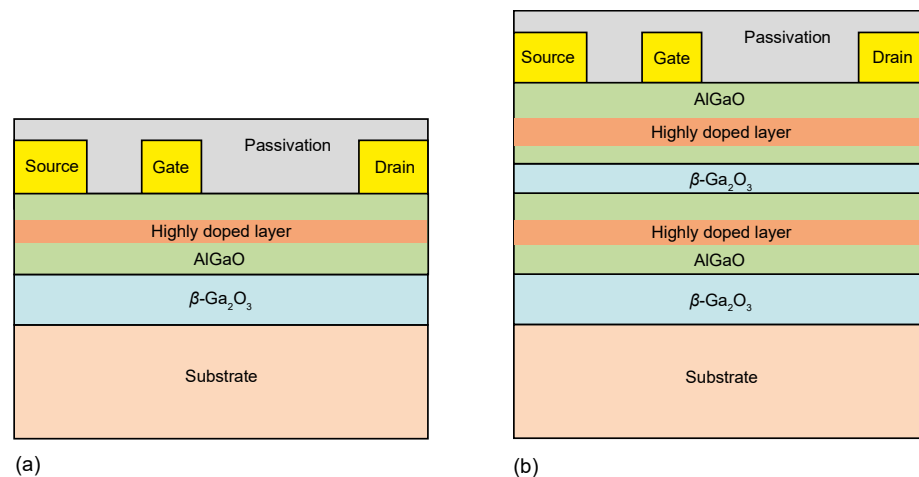 Passivation
Source Gate Drain
Highly doped layer
AlGaO
β-Ga₂O₃
Substrate
(a)
Passivation
Source Gate Drain
AlGaO
Highly doped layer
β-Ga₂O₃
Highly doped layer
AlGaO
β-Ga₂O₃
Substrate
(b)